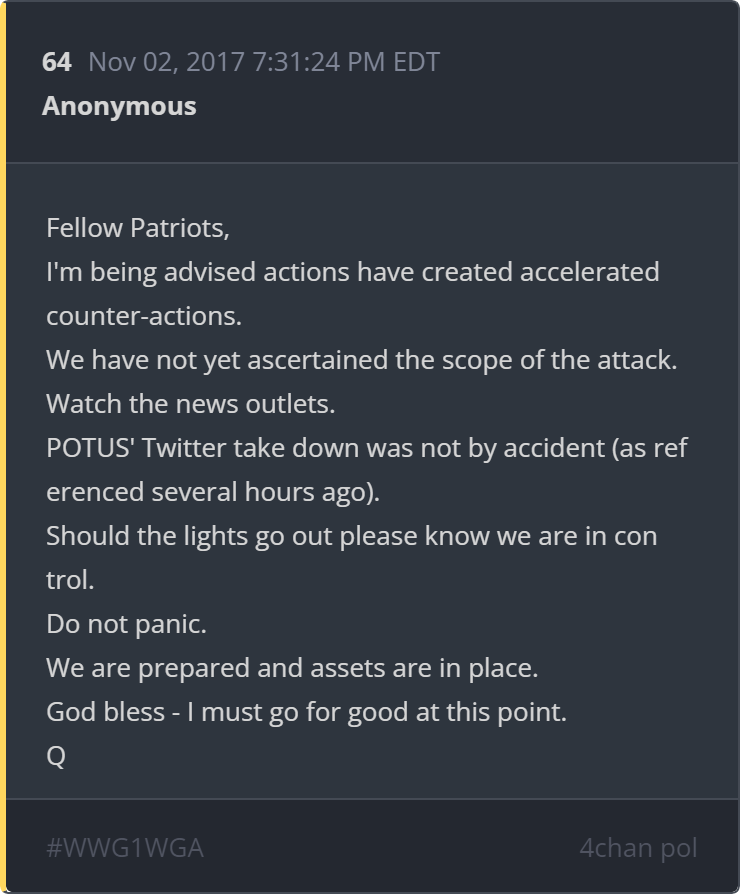 64 Nov 02, 2017 7:31:24 PM EDT
Anonymous
Fellow Patriots,
I'm being advised actions have created accelerated
counter-actions.
We have not yet ascertained the scope of the attack.
Watch the news outlets.
POTUS' Twitter take down was not by accident (as ref
erenced several hours ago).
Should the lights go out please know we are in con
trol.
Do not panic.
We are prepared and assets are in place.
God bless - I must go for good at this point.
Q
#WWG1WGA 4chan pol